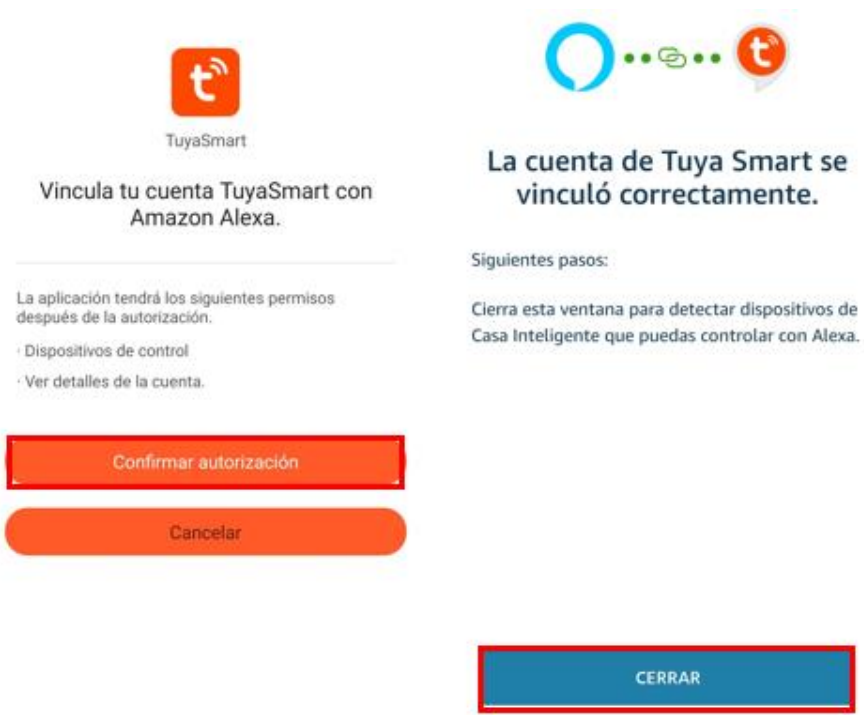 TuyaSmart
Vincula tu cuenta TuyaSmart con
Amazon Alexa.
La aplicación tendrá los siguientes permisos
después de la autorización.
· Dispositivos de control
· Ver detalles de la cuenta.
Confirmar autorización
Cancelar
La cuenta de Tuya Smart se
vinculó correctamente.
Siguientes pasos:
Cierra esta ventana para detectar dispositivos de
Casa Inteligente que puedas controlar con Alexa.
CERRAR